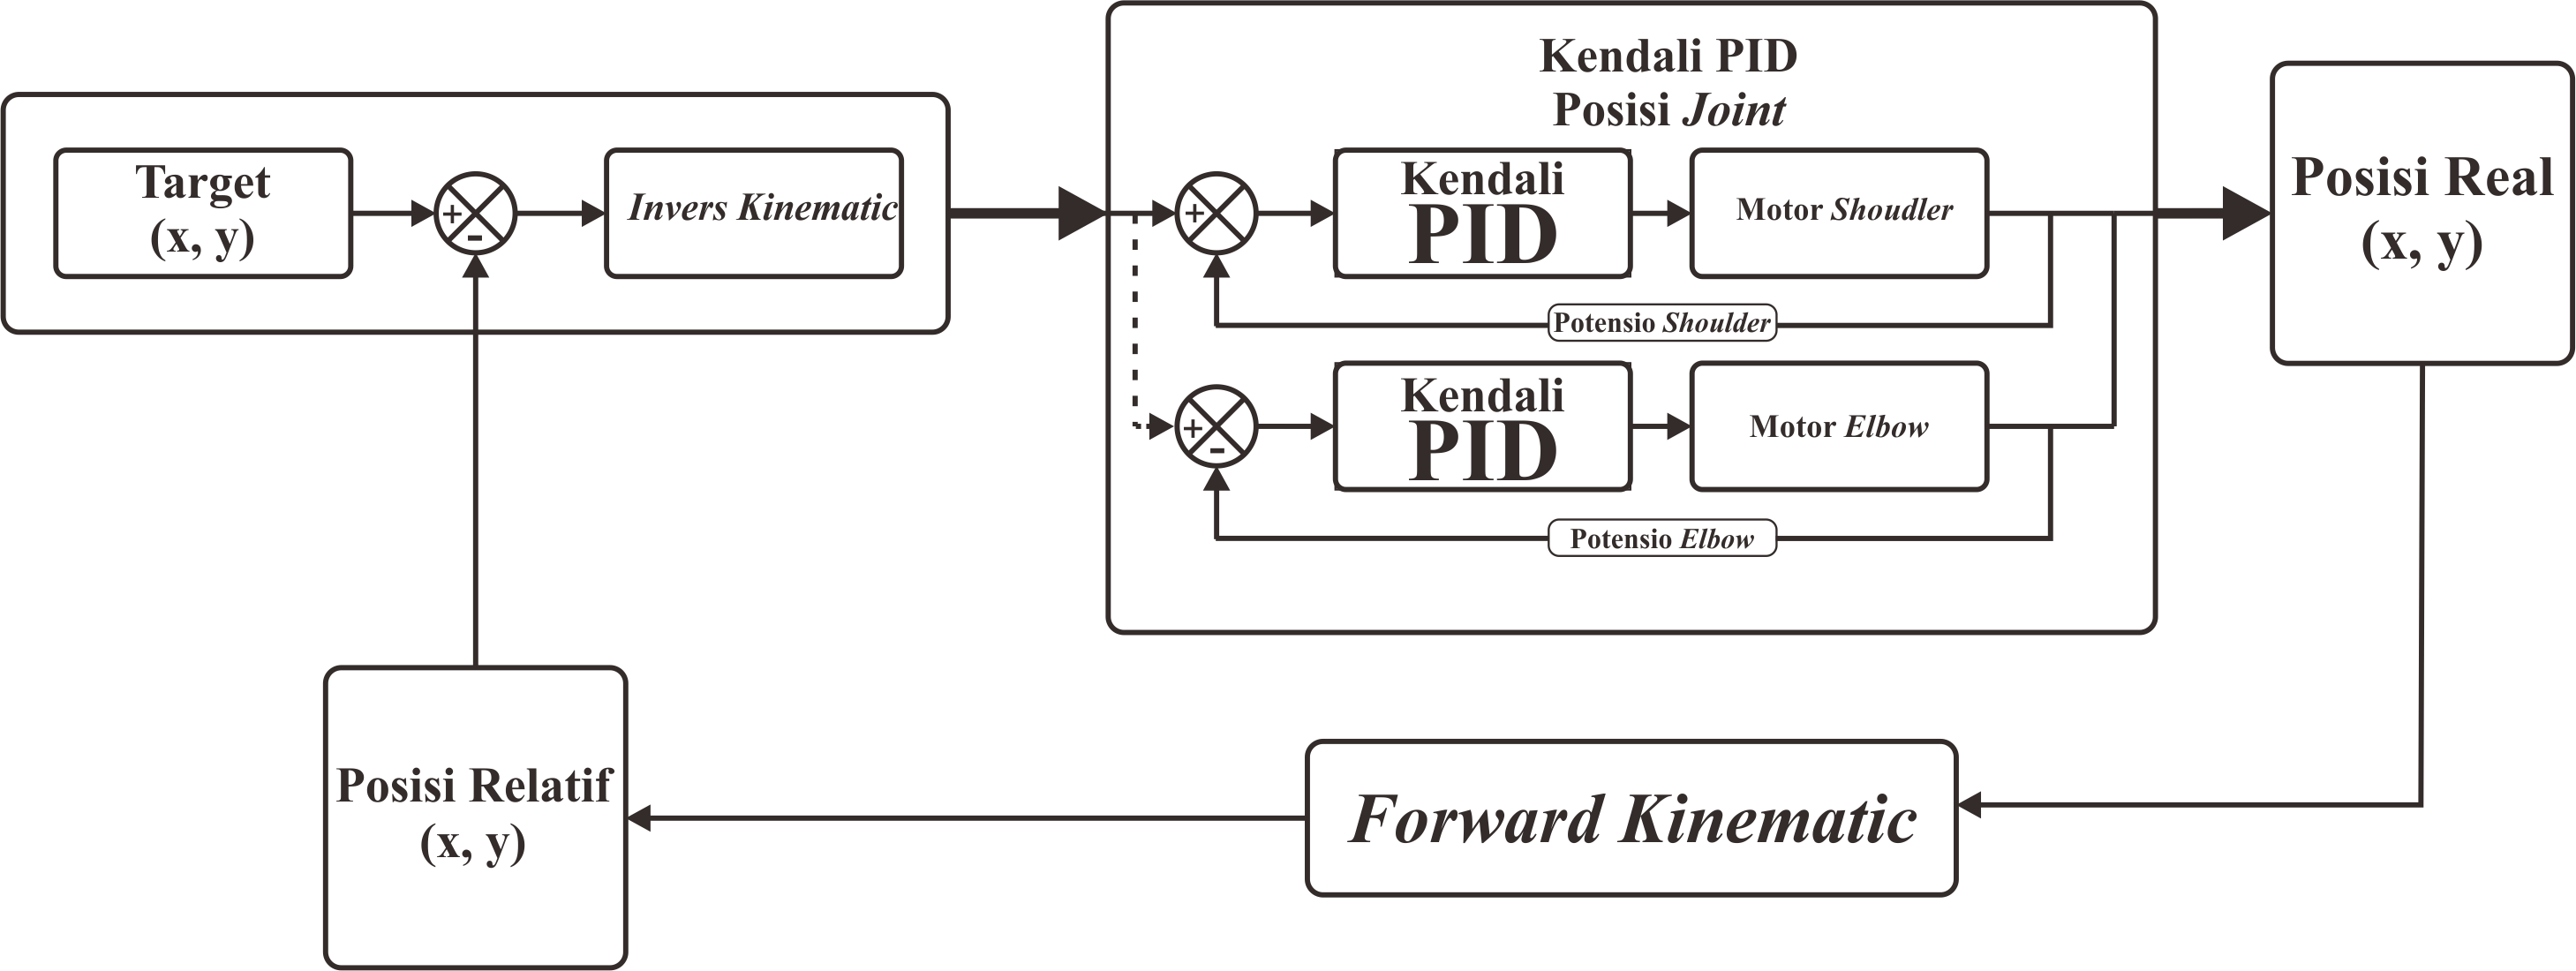 Kendali PID
Posisi Joint
Target
(x, y)
+
-
Invers Kinematic
+
Kendali
PID
Motor Shoudler
Potensio Shoulder
+
-
Kendali
PID
Motor Elbow
Potensio Elbow
Posisi Real
(x, y)
Posisi Relatif
(x, y)
Forward Kinematic